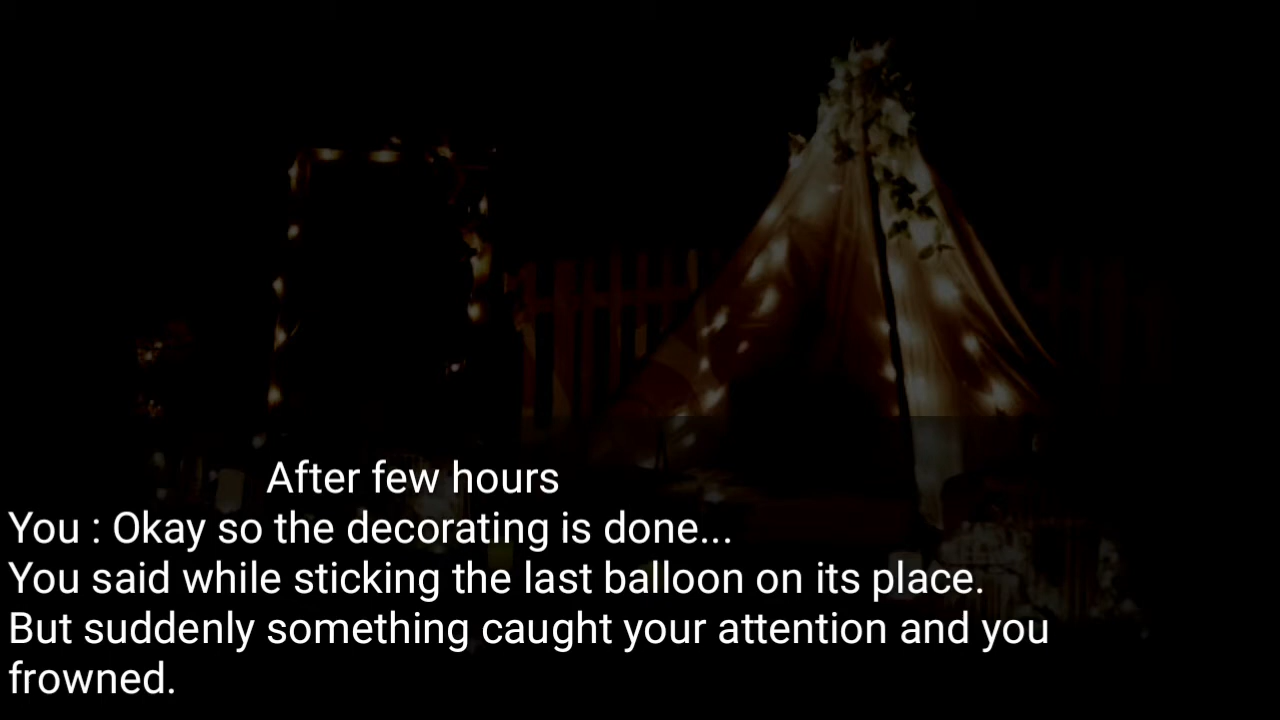 After few hours
You : Okay so the decorating is done...
You said while sticking the last balloon on its place.
But suddenly something caught your attention and you
frowned.